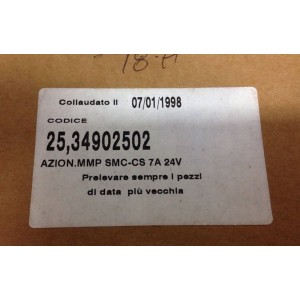 18-A
Collaudato il 07/01/1998
CODICE
25,34902502
AZION.MMP SMC-CS 7A 24V
Prelevare sempre i pezzi
di data più vecchia